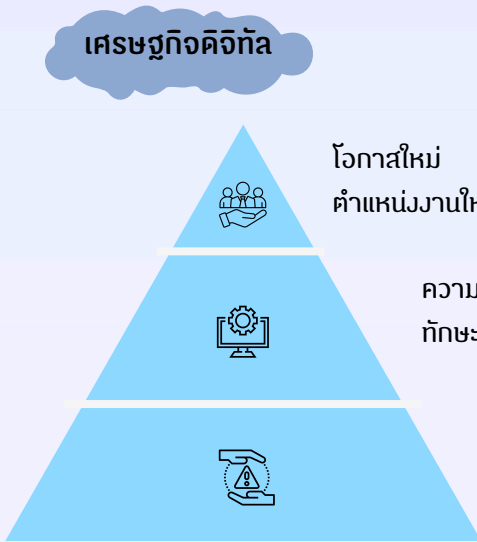 เศรษฐกิจดิจิทัล
โอกาสใหม่
ตำแหน่งงานให
ความ
ทักษะ